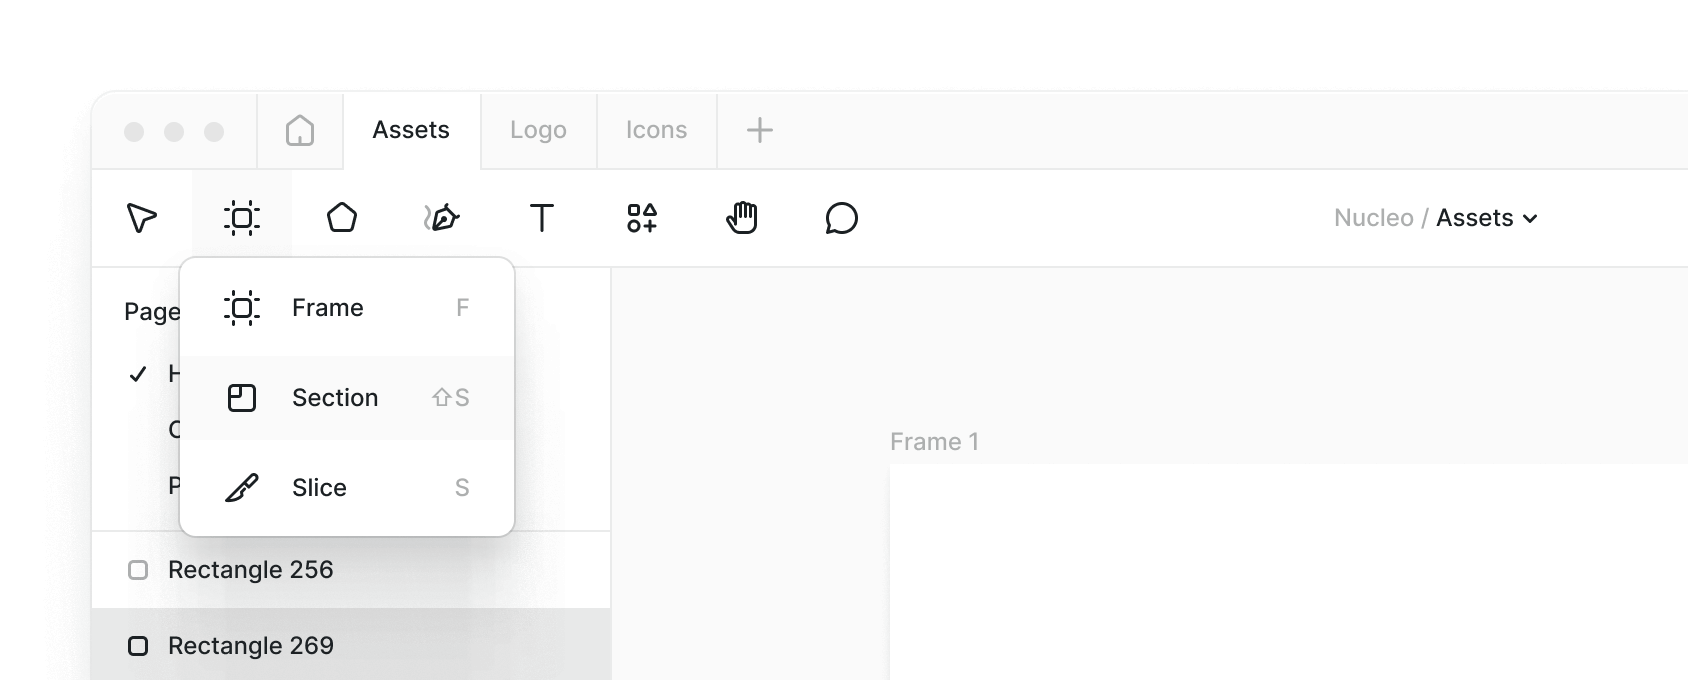 Assets Logo Icons
T
Nucleo / Assets
Page
Frame F
Section ⇧S
Slice S
Frame 1
Rectangle 256
Rectangle 269